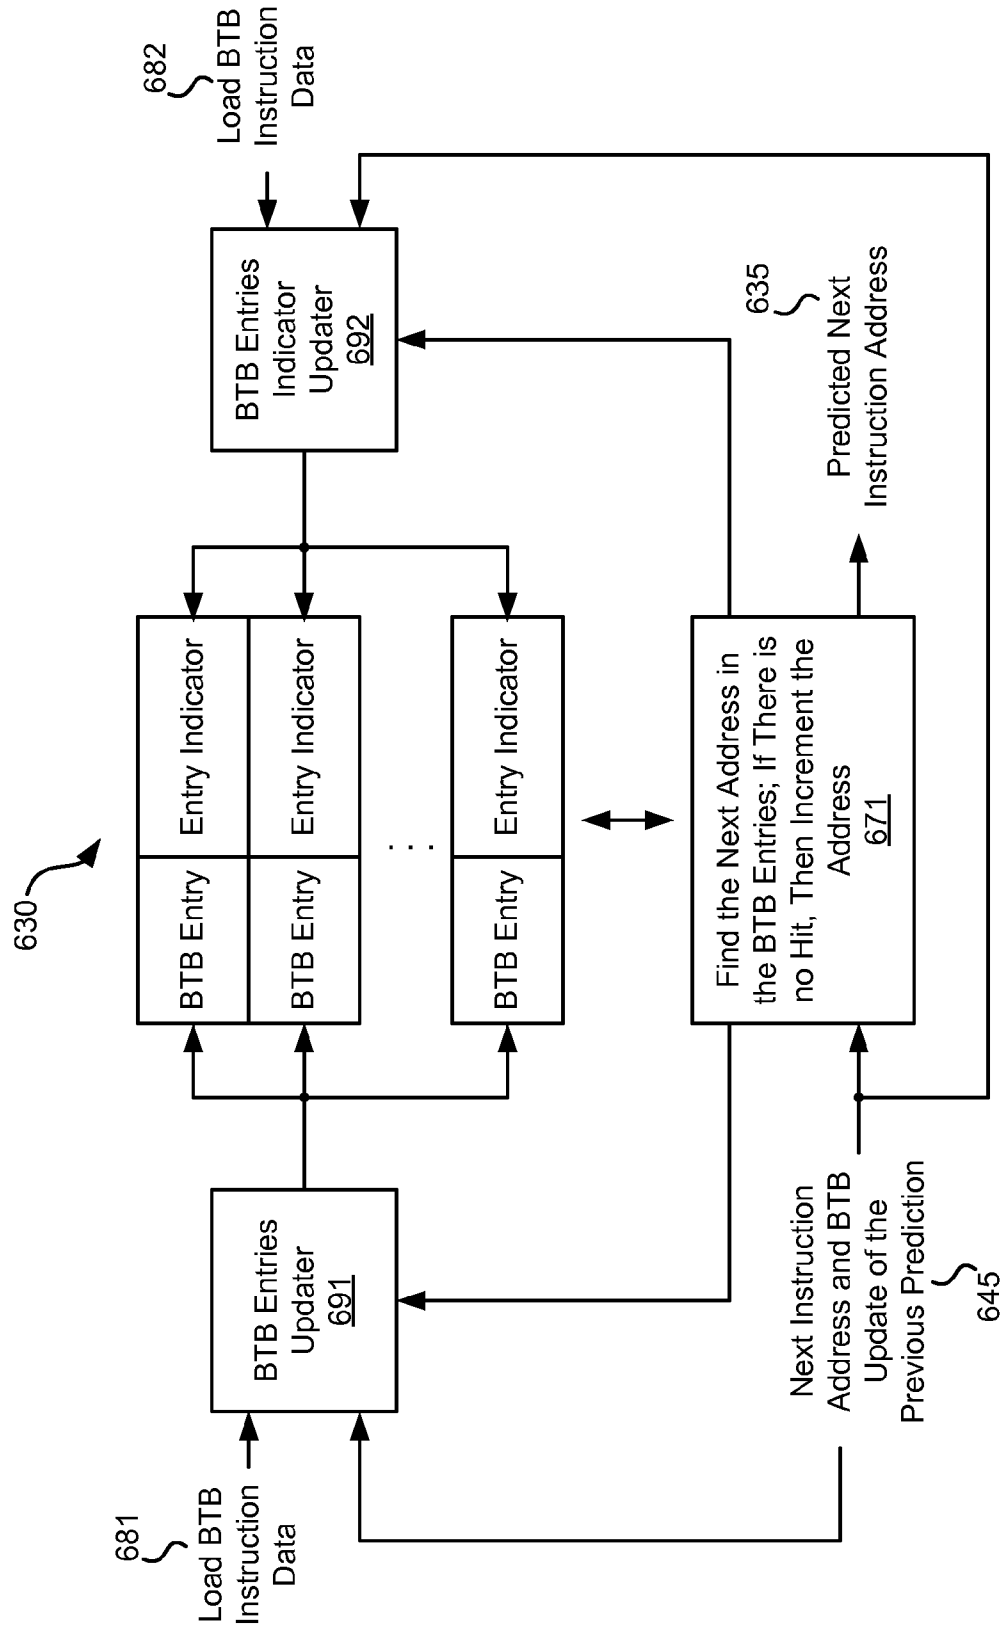 630
681
Load BTB
Instruction
Data
BTB Entries
Updater
691
BTB Entry
Entry Indicator
BTB Entry
Entry Indicator
. . .
BTB Entry
Entry Indicator
BTB Entries
Indicator
Updater
692
682
Load BTB
Instruction
Data
Next Instruction
Address and BTB
Update of the
Previous Prediction
645
Find the Next Address in
the BTB Entries; If There is
no Hit, Then Increment the
Address
671
635
Predicted Next
Instruction Address